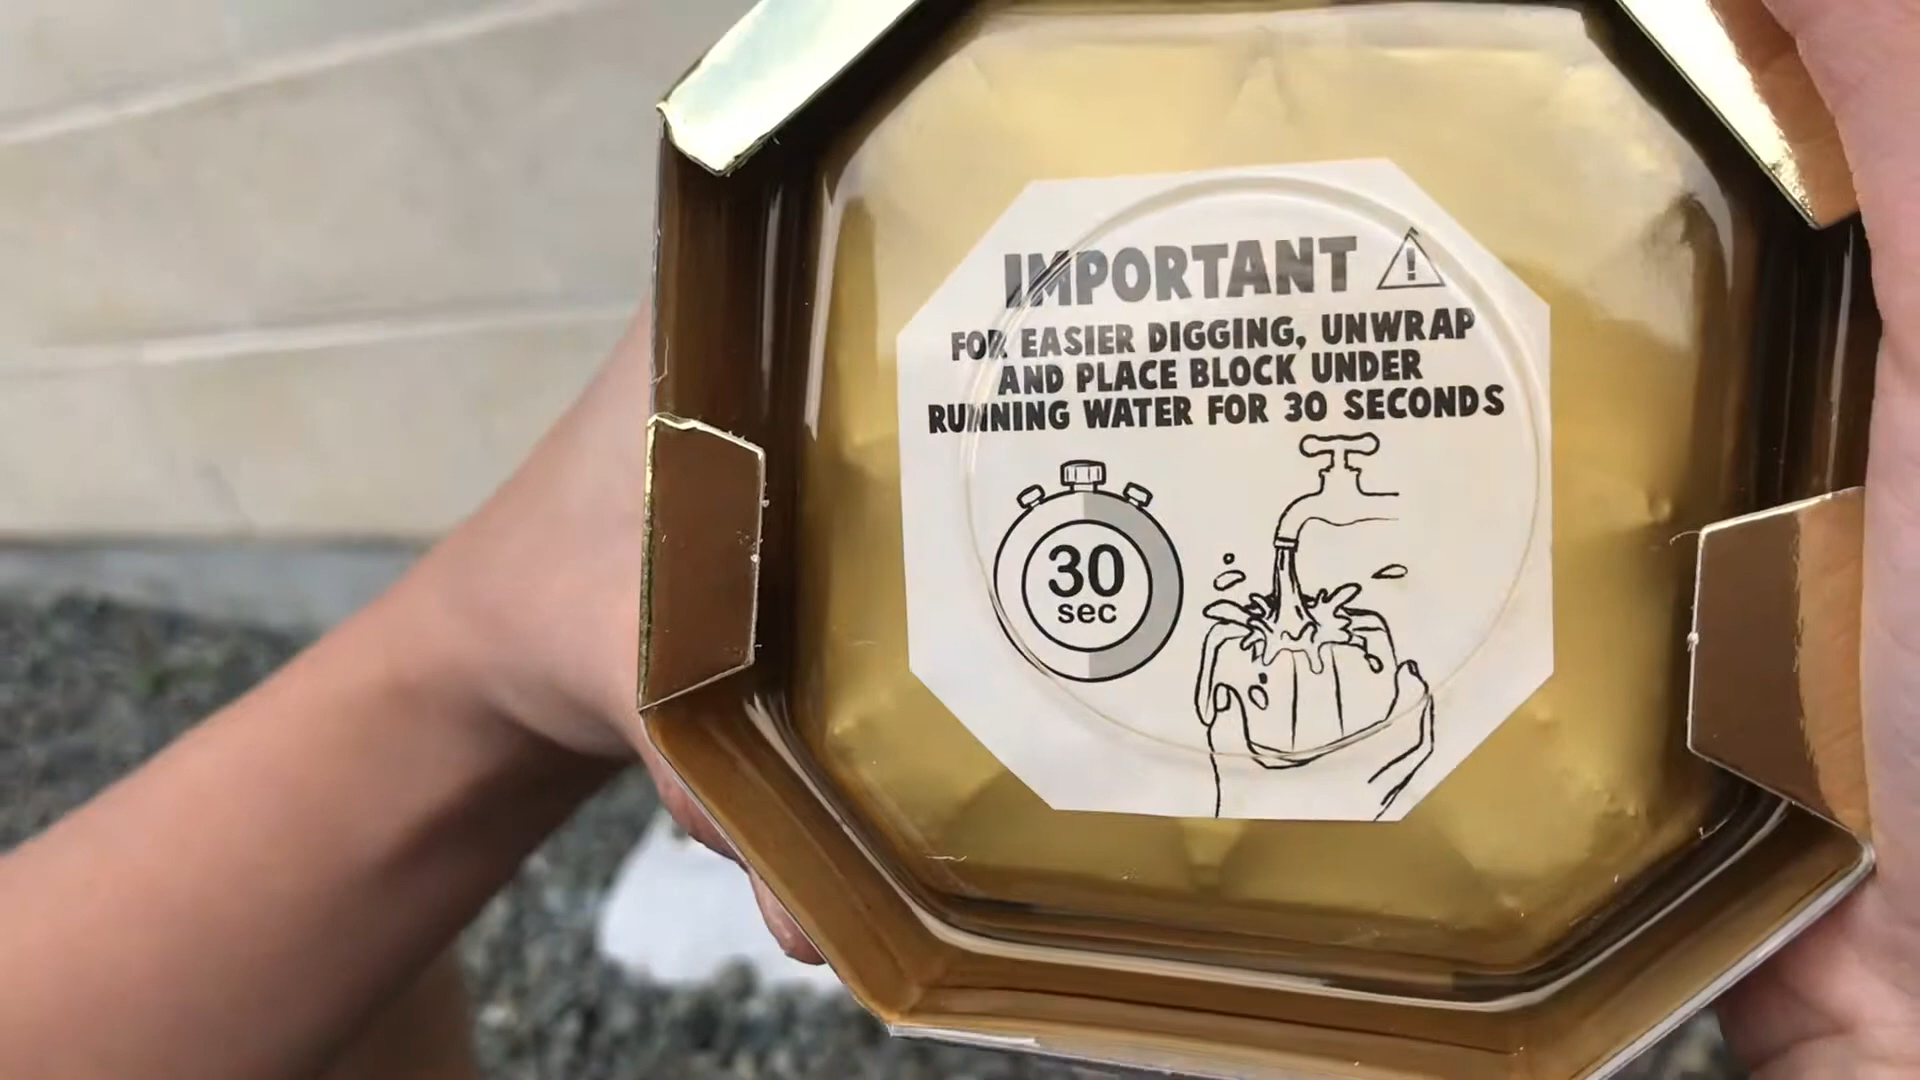 IMPORTANT
FOR EASIER DIGGING, UNWRAP
AND PLACE BLOCK UNDER
RUNNING WATER FOR 30 SECONDS
30
sec